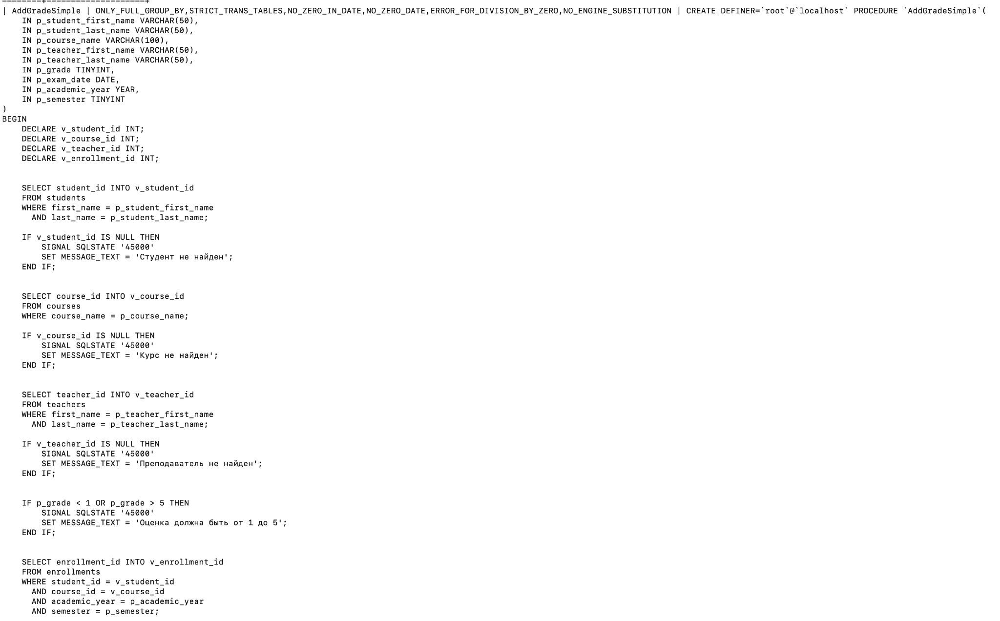 --------+--------------------+
| AddGradeSimple | ONLY_FULL_GROUP_BY,STRICT_TRANS_TABLES,NO_ZERO_IN_DATE,NO_ZERO_DATE,ERROR_FOR_DIVISION_BY_ZERO,NO_ENGINE_SUBSTITUTION | CREATE DEFINER=`root`@`localhost` PROCEDURE `AddGradeSimple`(
    IN p_student_first_name VARCHAR(50),
    IN p_student_last_name VARCHAR(50),
    IN p_course_name VARCHAR(100),
    IN p_teacher_first_name VARCHAR(50),
    IN p_teacher_last_name VARCHAR(50),
    IN p_grade TINYINT,
    IN p_exam_date DATE,
    IN p_academic_year YEAR,
    IN p_semester TINYINT
)
BEGIN
    DECLARE v_student_id INT;
    DECLARE v_course_id INT;
    DECLARE v_teacher_id INT;
    DECLARE v_enrollment_id INT;
    SELECT student_id INTO v_student_id
    FROM students
    WHERE first_name = p_student_first_name
      AND last_name = p_student_last_name;
    IF v_student_id IS NULL THEN
        SIGNAL SQLSTATE '45000'
        SET MESSAGE_TEXT = 'Студент не найден';
    END IF;
    SELECT course_id INTO v_course_id
    FROM courses
    WHERE course_name = p_course_name;
    IF v_course_id IS NULL THEN
        SIGNAL SQLSTATE '45000'
        SET MESSAGE_TEXT = 'Курс не найден';
    END IF;
    SELECT teacher_id INTO v_teacher_id
    FROM teachers
    WHERE first_name = p_teacher_first_name
      AND last_name = p_teacher_last_name;
    IF v_teacher_id IS NULL THEN
        SIGNAL SQLSTATE '45000'
        SET MESSAGE_TEXT = 'Преподаватель не найден';
    END IF;
    IF p_grade < 1 OR p_grade > 5 THEN
        SIGNAL SQLSTATE '45000'
        SET MESSAGE_TEXT = 'Оценка должна быть от 1 до 5';
    END IF;
    SELECT enrollment_id INTO v_enrollment_id
    FROM enrollments
    WHERE student_id = v_student_id
      AND course_id = v_course_id
      AND academic_year = p_academic_year
      AND semester = p_semester;